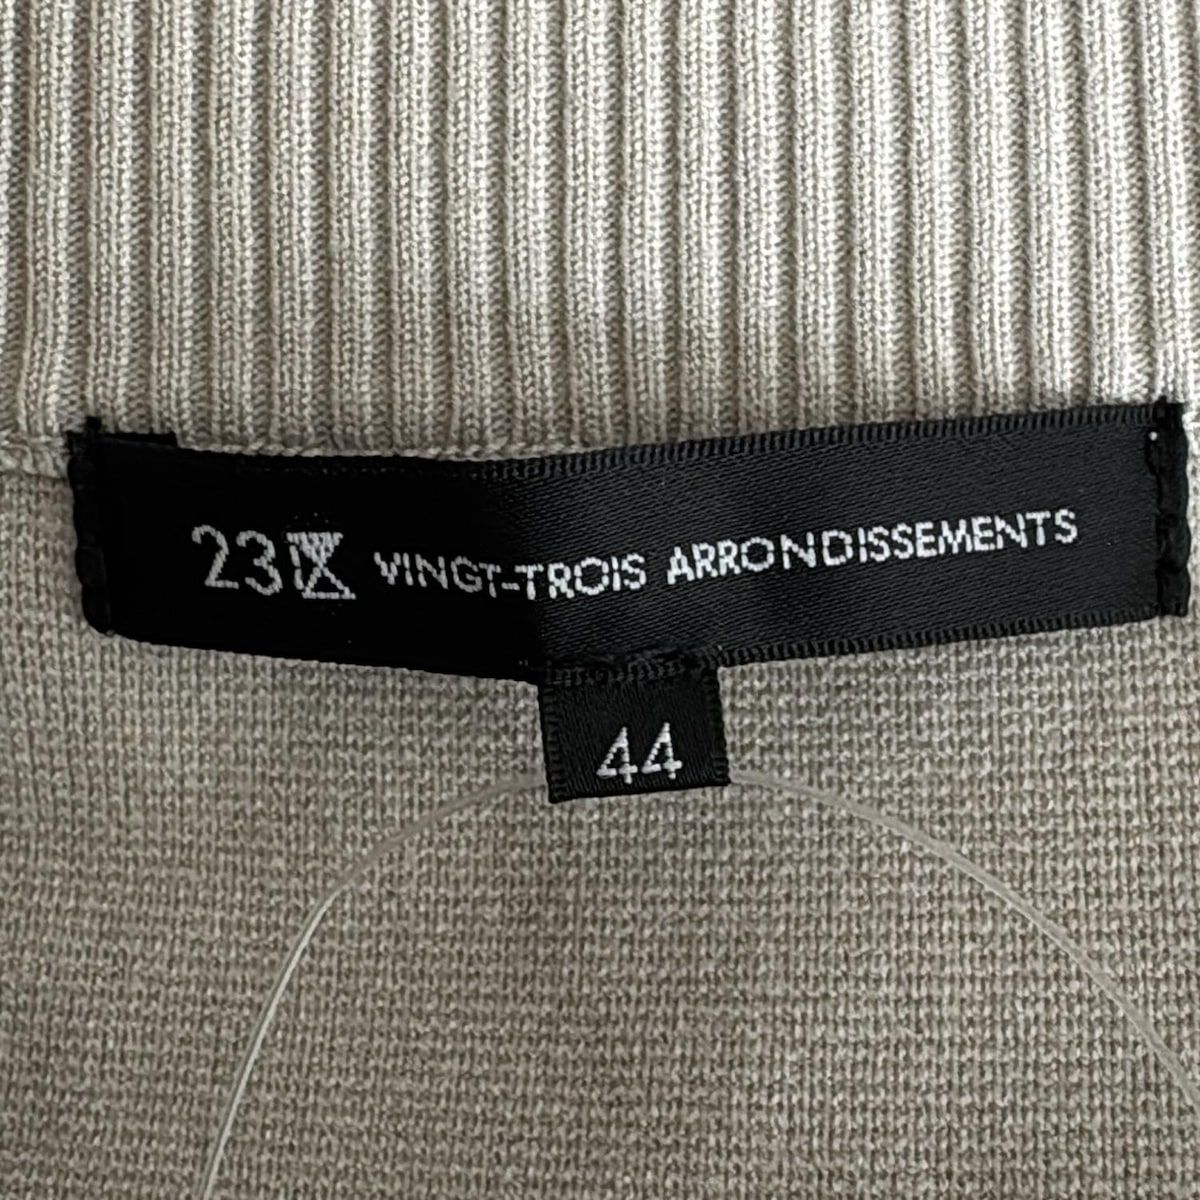 23区 VINGT-TROIS ARRONDISSEMENTS
44